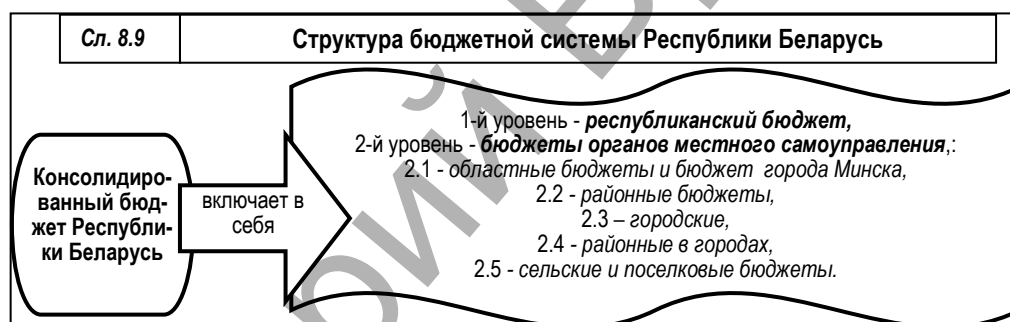 Сл. 8.9
Структура бюджетной системы Республики Беларусь
Консолидиро-
ванный бюд-
жет Республи-
ки Беларусь
включает в
себя
1-й уровень - республиканский бюджет,
2-й уровень - бюджеты органов местного самоуправления,:
2.1 - областные бюджеты и бюджет города Минска,
2.2 - районные бюджеты,
2.3 – городские,
2.4 - районные в городах,
2.5 - сельские и поселковые бюджеты.